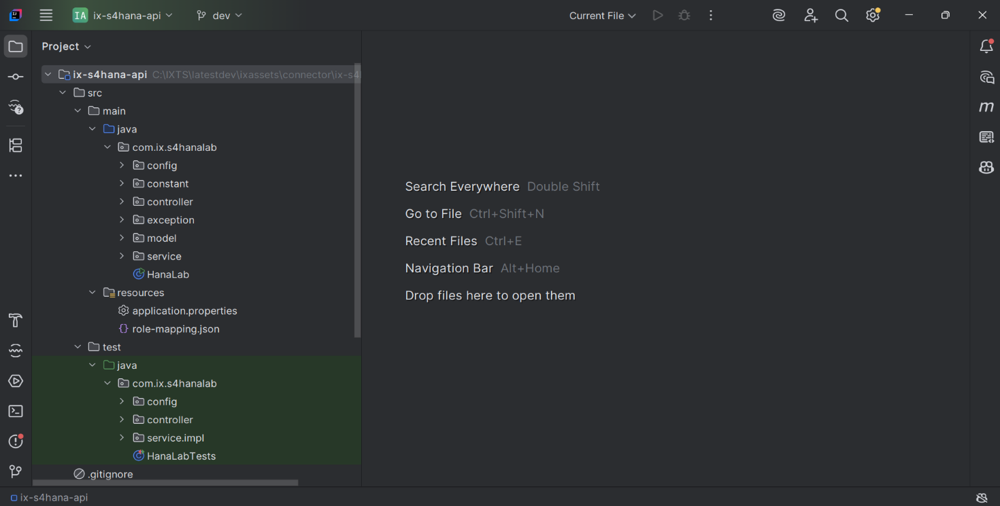 IA ix-s4hana-api dev Current File
Project
ix-s4hana-api C:\IXTS\latestdev\ixassets\connector\ix-s4
src
main
java
com.ix.s4hanalab
config
constant
controller
exception
model
service
HanaLab
resources
application.properties
role-mapping.json
test
java
com.ix.s4hanalab
config
controller
service.impl
HanaLabTests
.gitignore
Search Everywhere Double Shift
Go to File Ctrl+Shift+N
Recent Files Ctrl+E
Navigation Bar Alt+Home
Drop files here to open them
m
ix-s4hana-api